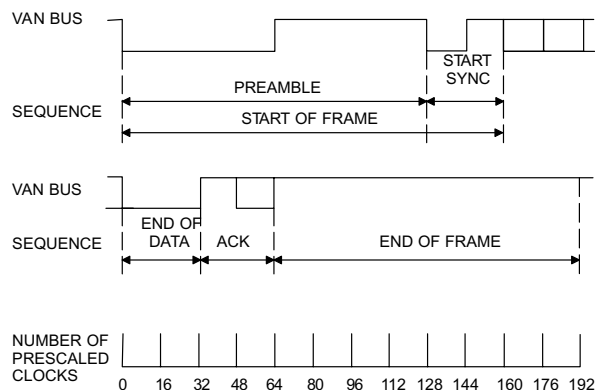 VAN BUS
START
SYNC
PREAMBLE
SEQUENCE
START OF FRAME
VAN BUS
END OF
DATA
ACK
END OF FRAME
SEQUENCE
NUMBER OF
PRESCALED
CLOCKS
0 16 32 48 64 80 96 112 128 144 160 176 192